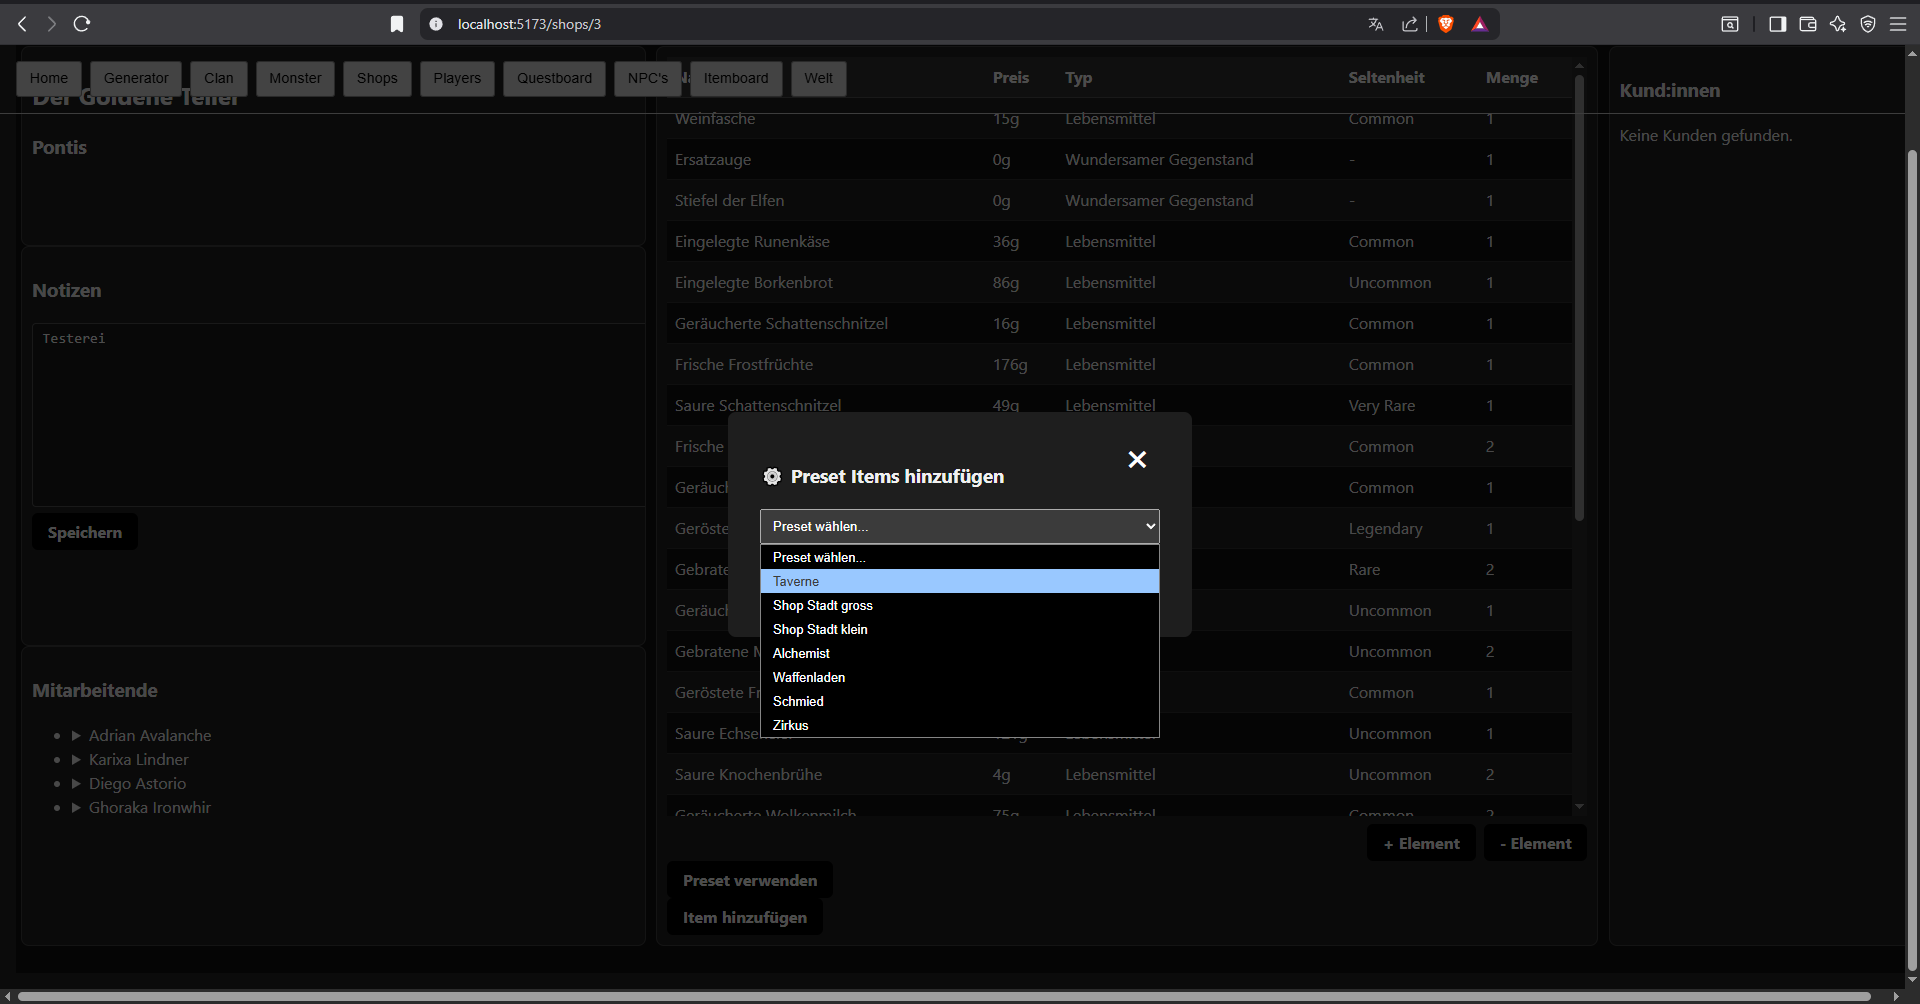 localhost:5173/shops/3
Home Generator Clan Monster Shops Players Questboard NPC's Itemboard Welt
Der Goldene Teller
Pontis
Notizen
Testerei
Speichern
Mitarbeitende
Adrian Avalanche
Karixa Lindner
Diego Astorio
Ghoraka Ironwhir
Preis Typ Seltenheit Menge
Weinfasche 15g Lebensmittel Common 1
Ersatzauge 0g Wundersamer Gegenstand - 1
Stiefel der Elfen 0g Wundersamer Gegenstand - 1
Eingelegte Runenkäse 36g Lebensmittel Common 1
Eingelegte Borkenbrot 86g Lebensmittel Uncommon 1
Geräucherte Schattenschnitzel 16g Lebensmittel Common 1
Frische Frostfrüchte 176g Lebensmittel Common 1
Saure Schattenschnitzel 49g Lebensmittel Very Rare 1
Frische Common 2
Common 1
Legendary 1
Rare 2
Uncommon 1
Gebratene Uncommon 2
Geröstete Common 1
Saure Uncommon 1
Saure Knochenbrühe 4g Lebensmittel Uncommon 2
Geräucherte Wolkenmilch 75g Lebensmittel Common 2
+ Element - Element
Preset verwenden
Item hinzufügen
Kund:innen
Keine Kunden gefunden.
Preset Items hinzufügen
Preset wählen...
Preset wählen...
Taverne
Shop Stadt gross
Shop Stadt klein
Alchemist
Waffenladen
Schmied
Zirkus